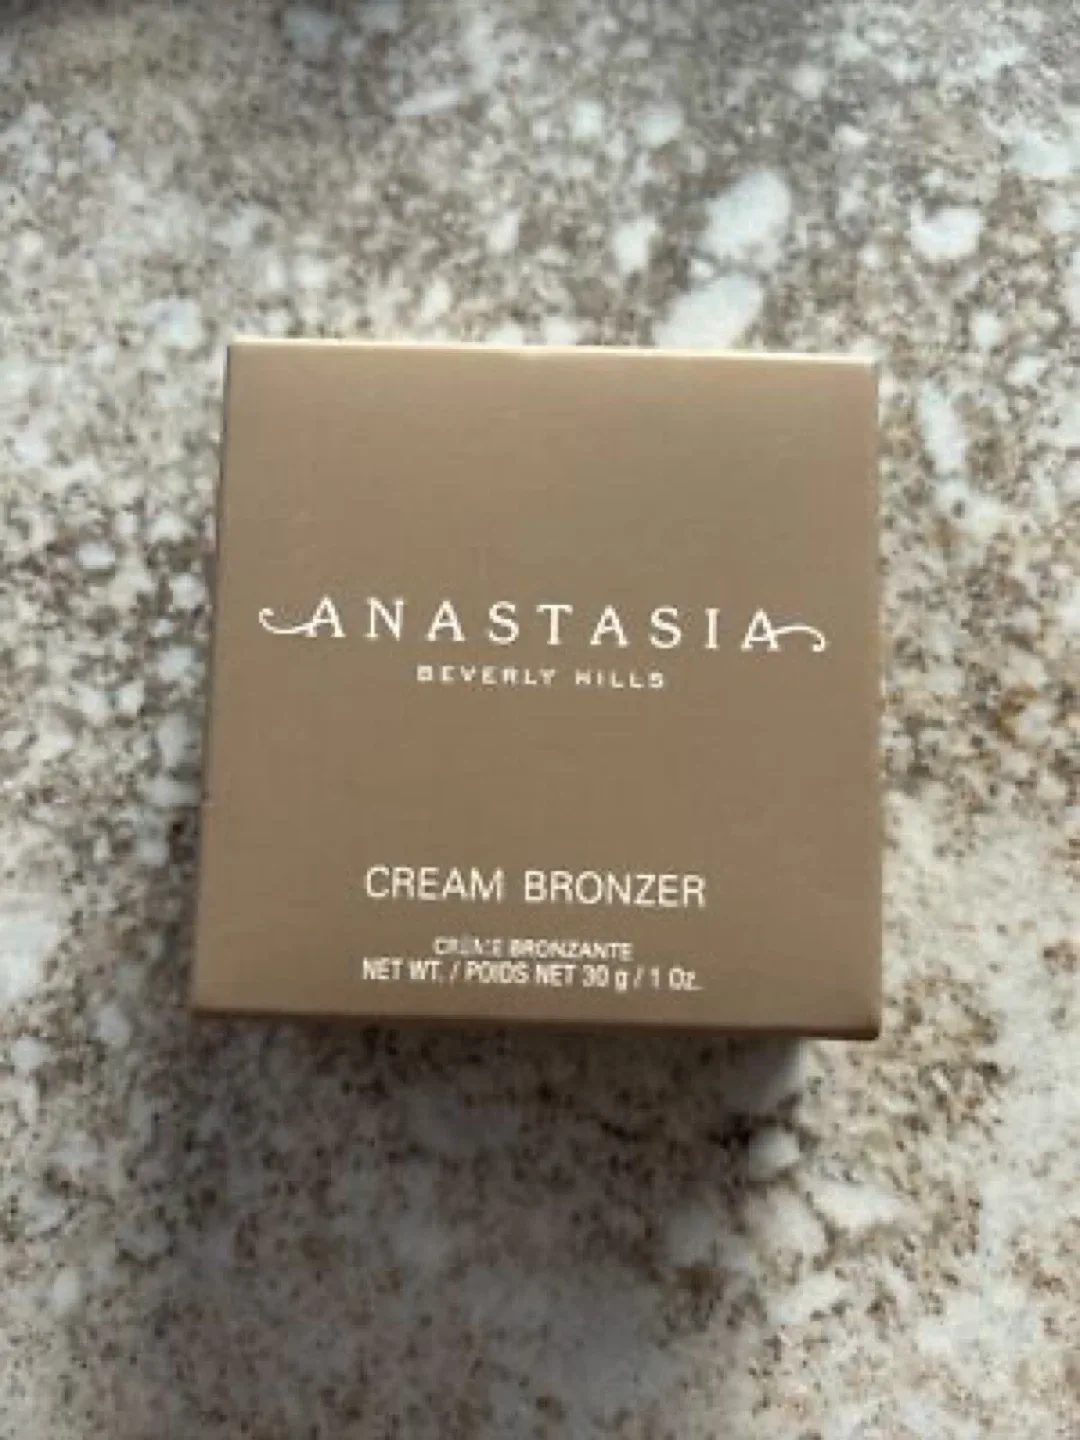 ANASTASIA
BEVERLY HILLS
CREAM BRONZER
CRÈME BRONZANTE
NET WT. / POIDS NET 30 g / 1 Oz.